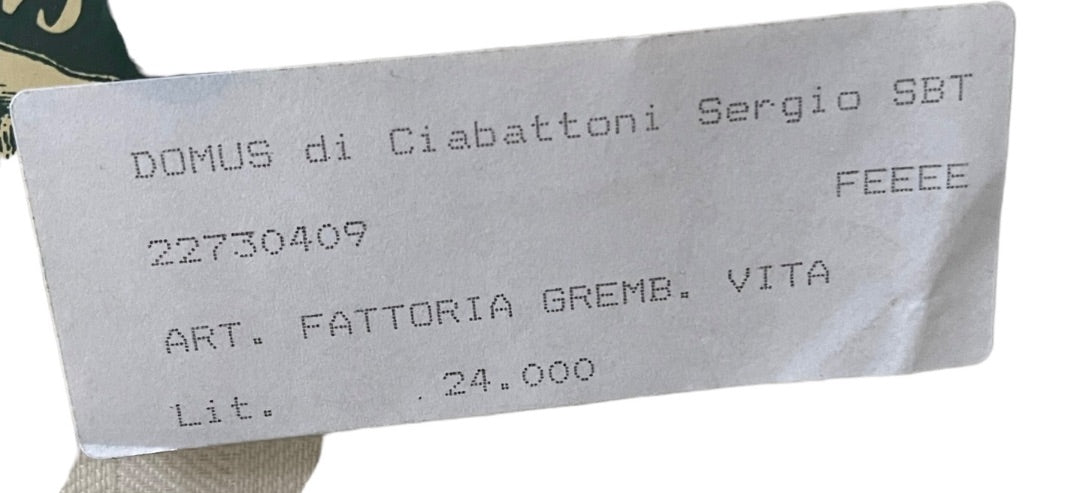 DOMUS di Ciabattoni Sergio SBT
FEEEE
22730409
ART. FATTORIA GREMB. VITA
Lit. 24.000